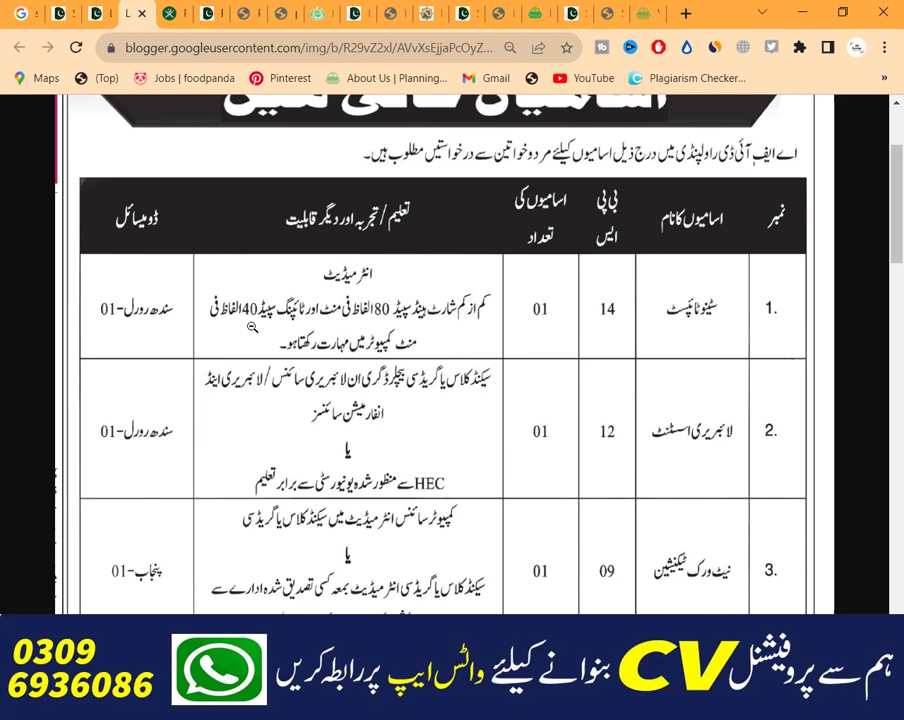 blogger.googleusercontent.com/img/b/R29vZ2xl/AVvXsEjjaPcOyZ...
Maps
(Top)
Jobs | foodpanda
Pinterest
About Us | Planning...
Gmail
YouTube
Plagiarism Checker...
»
اسامیاں خالی ہیں
اے ایف آئی ڈی راولپنڈی میں درج ذیل اسامیوں کیلئے مرد و خواتین سے درخواستیں مطلوب ہیں۔
نمبر اسامیوں کا نام بی پی ایس اسامیوں کی تعداد تعلیم/تجربہ اور دیگر قابلیت ڈومیسائل
1. سٹینو ٹائپسٹ 14 01
انٹرمیڈیٹ
کم از کم شارٹ ہینڈ سپیڈ 80 الفاظ فی منٹ اور ٹائپنگ سپیڈ 40 الفاظ فی
منٹ کمپیوٹر میں مہارت رکھتا ہو۔
سندھ رورل-01
2. لائبریری اسسٹنٹ 12 01
سیکنڈ کلاس یا گریڈ سی بیچلر ڈگری ان لائبریری سائنس/لائبریری اینڈ
انفارمیشن سائنسز
یا
HEC سے منظور شدہ یونیورسٹی سے برابر تعلیم
سندھ رورل-01
3. نیٹ ورک ٹیکنیشین 09 01
کمپیوٹر سائنس انٹرمیڈیٹ میں سیکنڈ کلاس یا گریڈ سی
یا
سیکنڈ کلاس یا گریڈ سی انٹرمیڈیٹ بمعہ کسی تصدیق شدہ ادارے سے
پنجاب-01
ہم سے پروفیشنل CV بنوانے کیلئے واٹس ایپ پر رابطہ کریں
0309
6936086